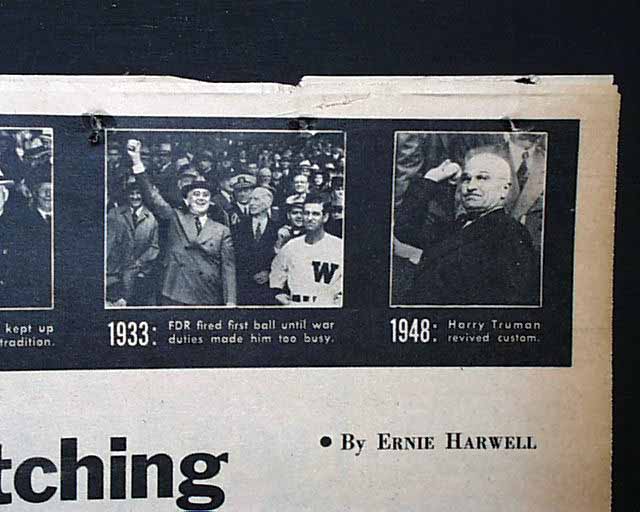 W
kept up
tradition.
1933: FDR fired first ball until war
duties made him too busy.
1948: Harry Truman
revived custom.
• By ERNIE HARWELL
tching